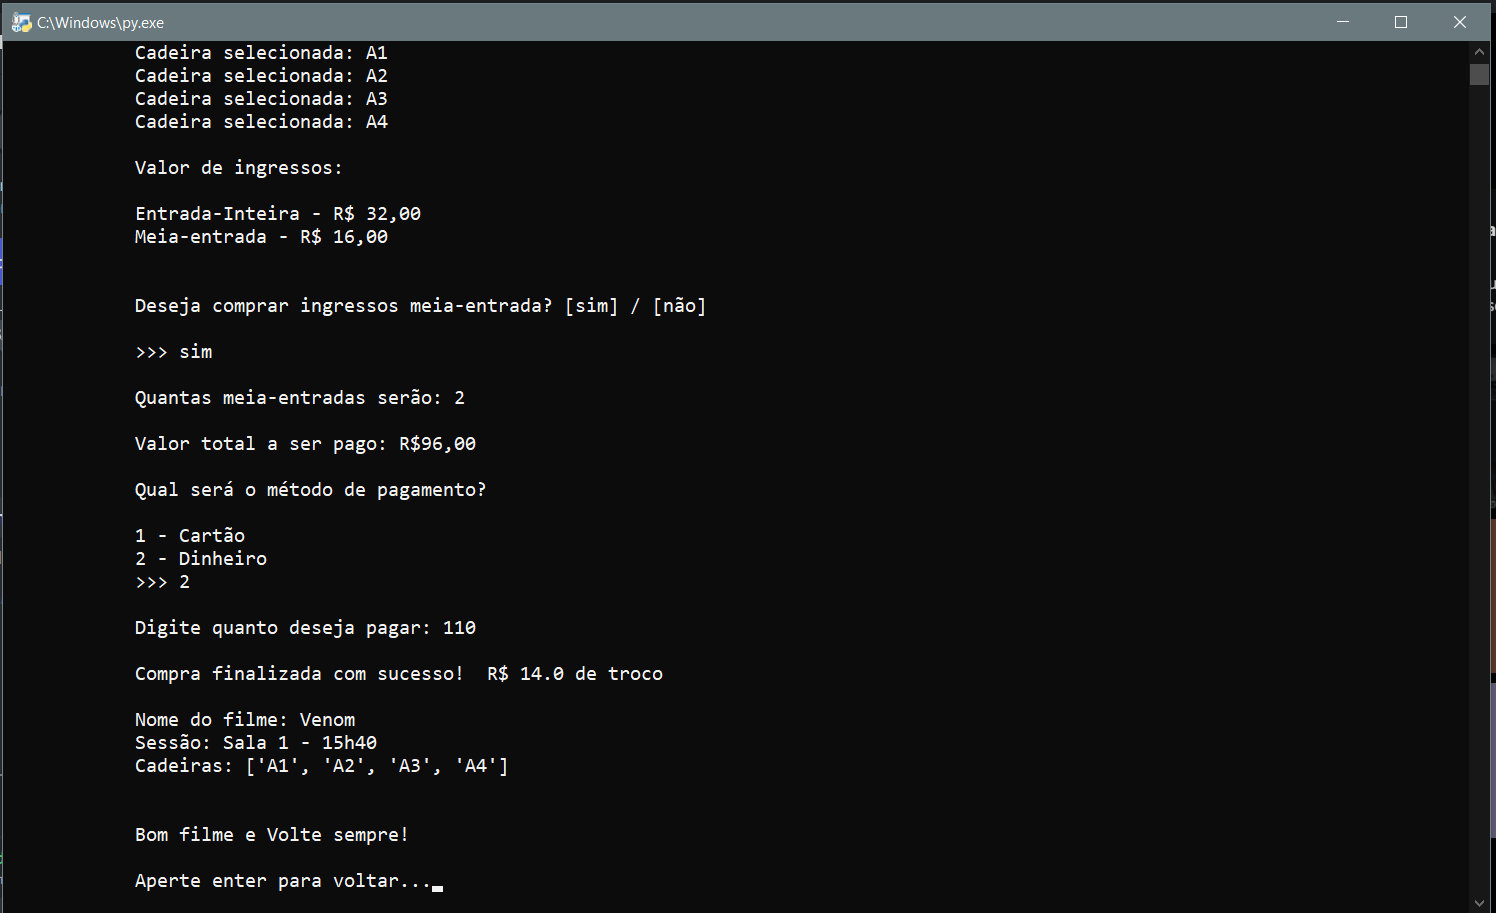 C:\Windows\py.exe
Cadeira selecionada: A1
Cadeira selecionada: A2
Cadeira selecionada: A3
Cadeira selecionada: A4
Valor de ingressos:
Entrada-Inteira - R$ 32,00
Meia-entrada - R$ 16,00
Deseja comprar ingressos meia-entrada? [sim] / [não]
>>> sim
Quantas meia-entradas serão: 2
Valor total a ser pago: R$96,00
Qual será o método de pagamento?
1 - Cartão
2 - Dinheiro
>>> 2
Digite quanto deseja pagar: 110
Compra finalizada com sucesso!  R$ 14.0 de troco
Nome do filme: Venom
Sessão: Sala 1 - 15h40
Cadeiras: ['A1', 'A2', 'A3', 'A4']
Bom filme e Volte sempre!
Aperte enter para voltar...